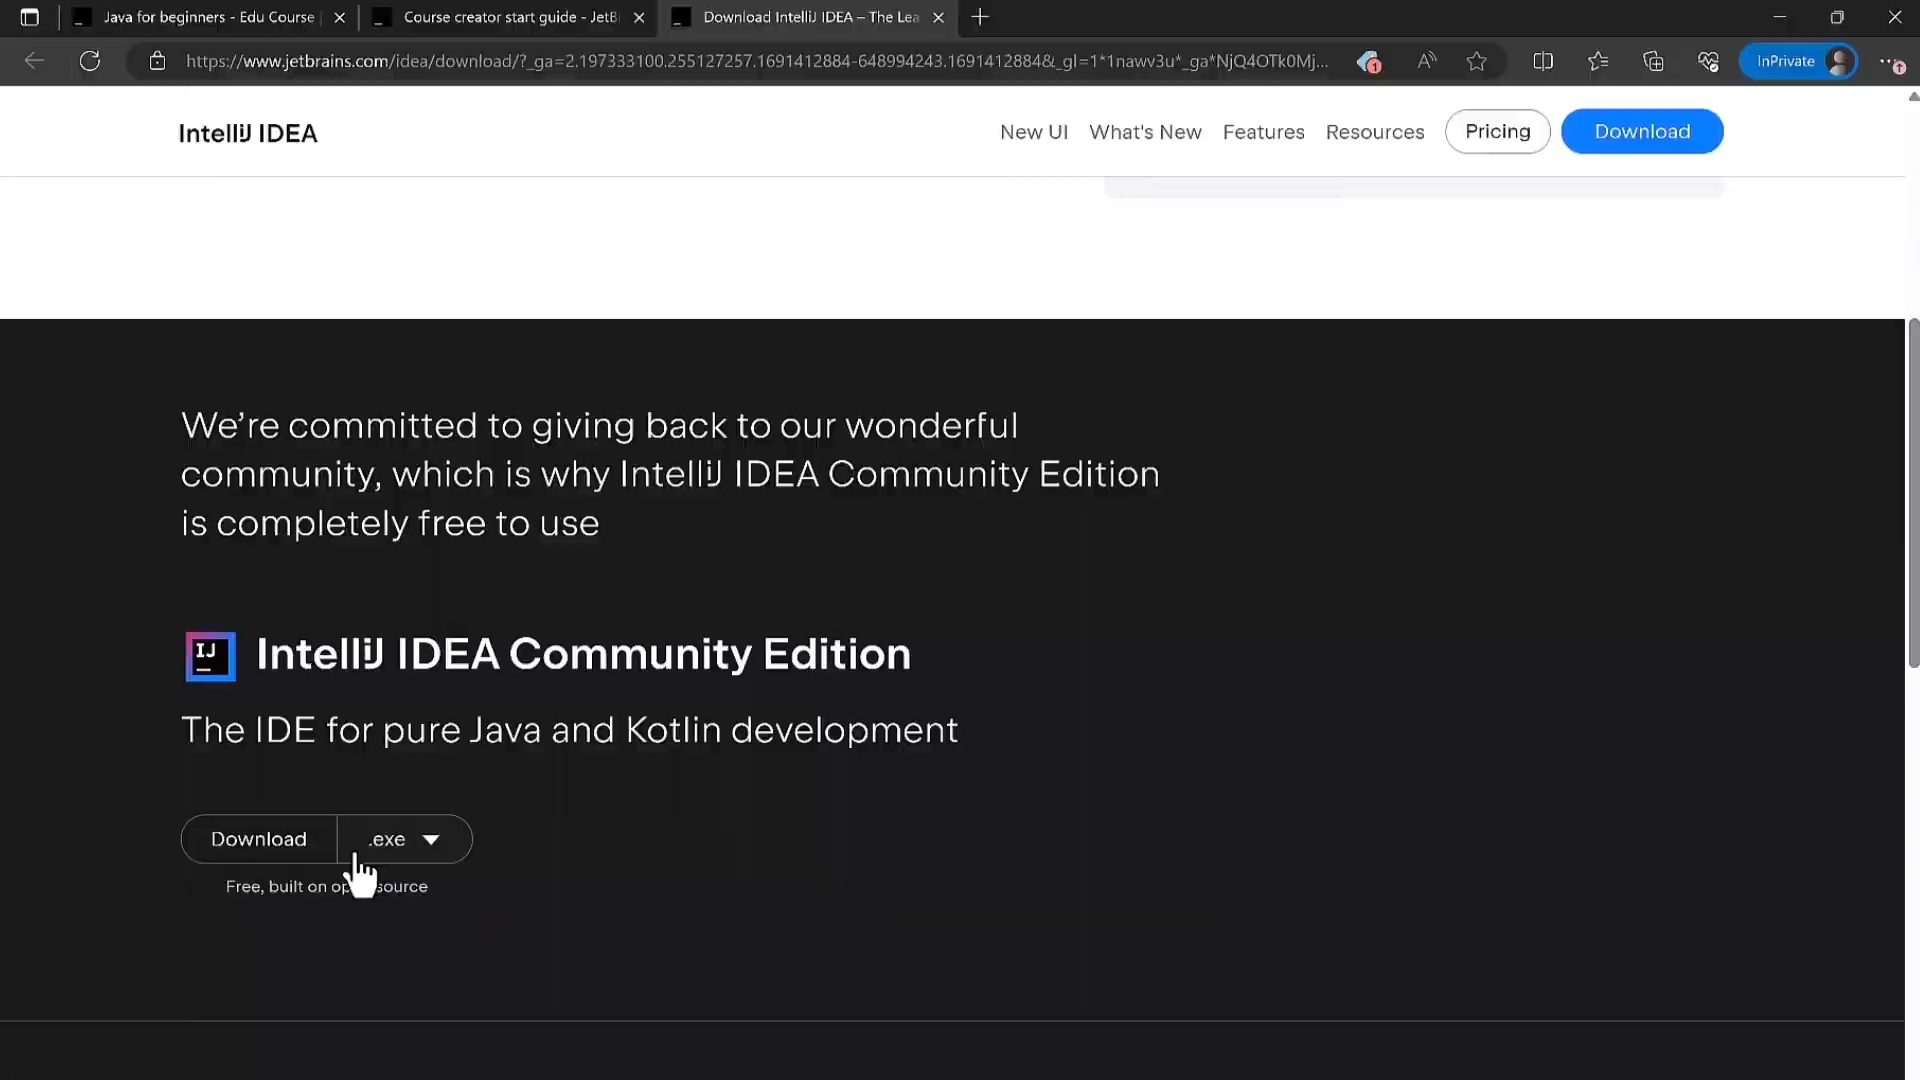 Java for beginners - Edu Course
Course creator start guide - JetB
Download IntelliJ IDEA – The Lea
https://www.jetbrains.com/idea/download/?_ga=2.197333100.255127257.1691412884-648994243.1691412884&_gl=1*1nawv3u*_ga*NjQ4OTk0Mj...
1
A
InPrivate
IntelliJ IDEA
New UI
What's New
Features
Resources
Pricing
Download
We’re committed to giving back to our wonderful
community, which is why IntelliJ IDEA Community Edition
is completely free to use
IJ
IntelliJ IDEA Community Edition
The IDE for pure Java and Kotlin development
Download
.exe
Free, built on op source